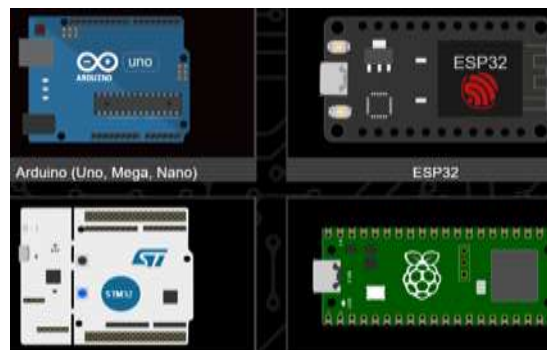 uno
ARDUINO
ESP32
Arduino (Uno, Mega, Nano)
ESP32
ST
STM32